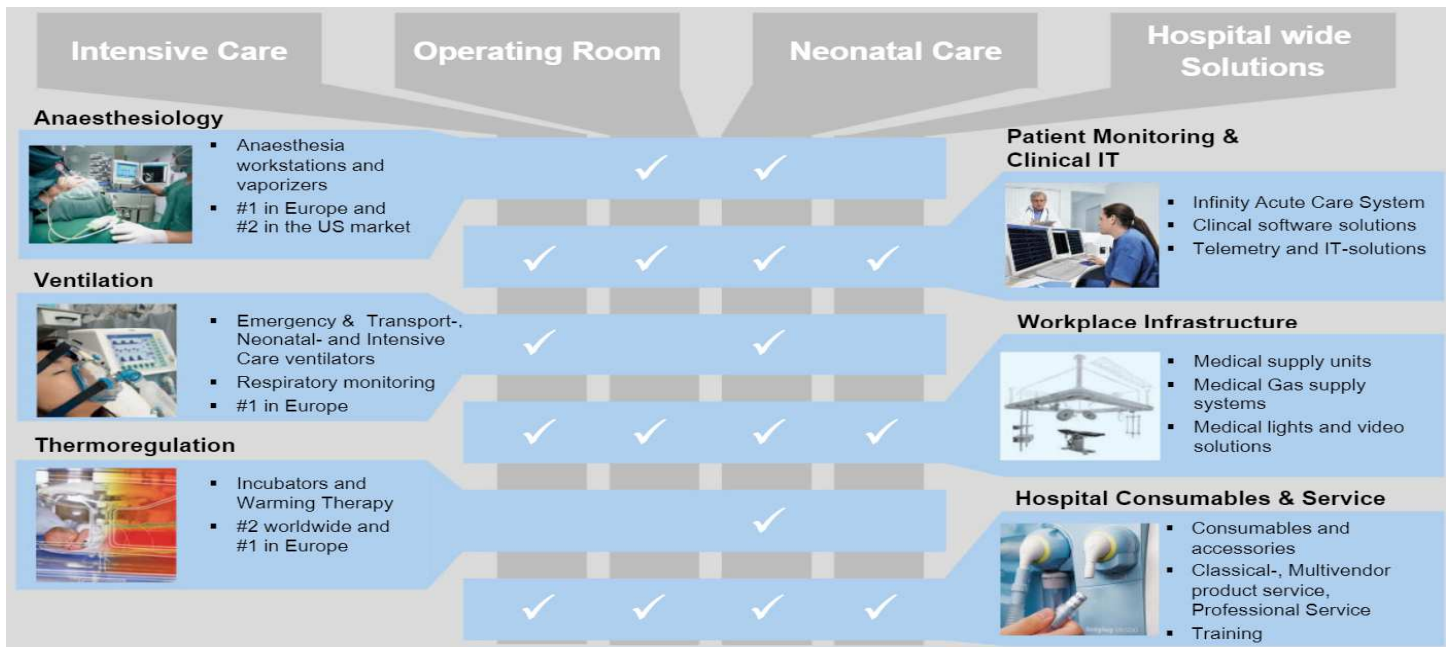 Intensive Care
Operating Room
Neonatal Care
Hospital wide
Solutions
Anaesthesiology
▪ Anaesthesia
workstations and
vaporizers
▪ #1 in Europe and
#2 in the US market
Patient Monitoring &
Clinical IT
▪ Infinity Acute Care System
▪ Clincal software solutions
▪ Telemetry and IT-solutions
Ventilation
▪ Emergency & Transport-,
Neonatal- and Intensive
Care ventilators
▪ Respiratory monitoring
▪ #1 in Europe
Workplace Infrastructure
▪ Medical supply units
▪ Medical Gas supply
systems
▪ Medical lights and video
solutions
Thermoregulation
▪ Incubators and
Warming Therapy
▪ #2 worldwide and
#1 in Europe
Hospital Consumables & Service
▪ Consumables and
accessories
▪ Classical-, Multivendor
product service,
Professional Service
▪ Training